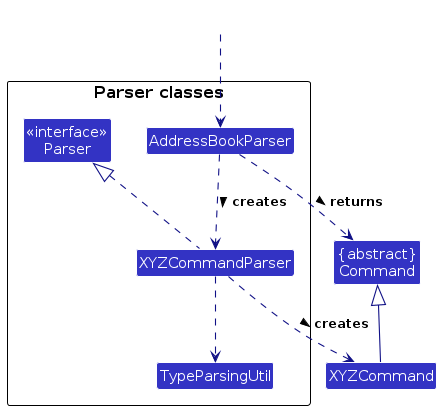 Parser classes
«interface»
Parser
AddressBookParser
creates
returns
{abstract}
Command
XYZCommandParser
creates
TypeParsingUtil
XYZCommand